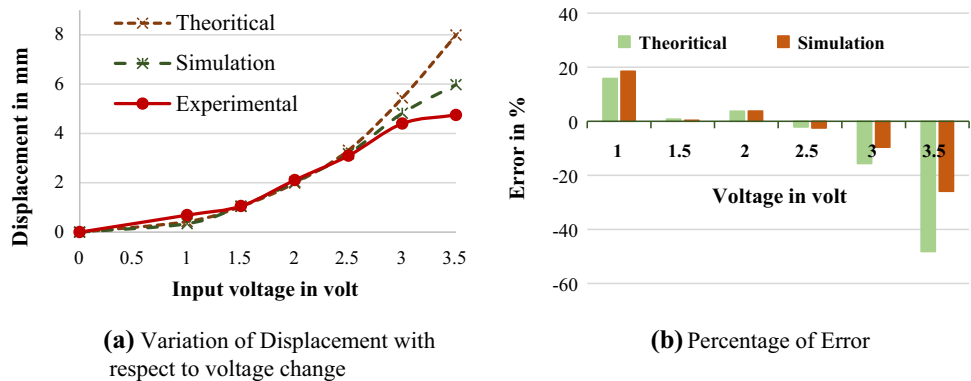 Displacement in mm
8
6
4
2
0
Theoritical
Simulation
Experimental
0 0.5 1 1.5 2 2.5 3 3.5
Input voltage in volt
(a) Variation of Displacement with
respect to voltage change
Error in %
40
20
0
-20
-40
-60
Theoritical Simulation
1 1.5 2 2.5 3 3.5
Voltage in volt
(b) Percentage of Error